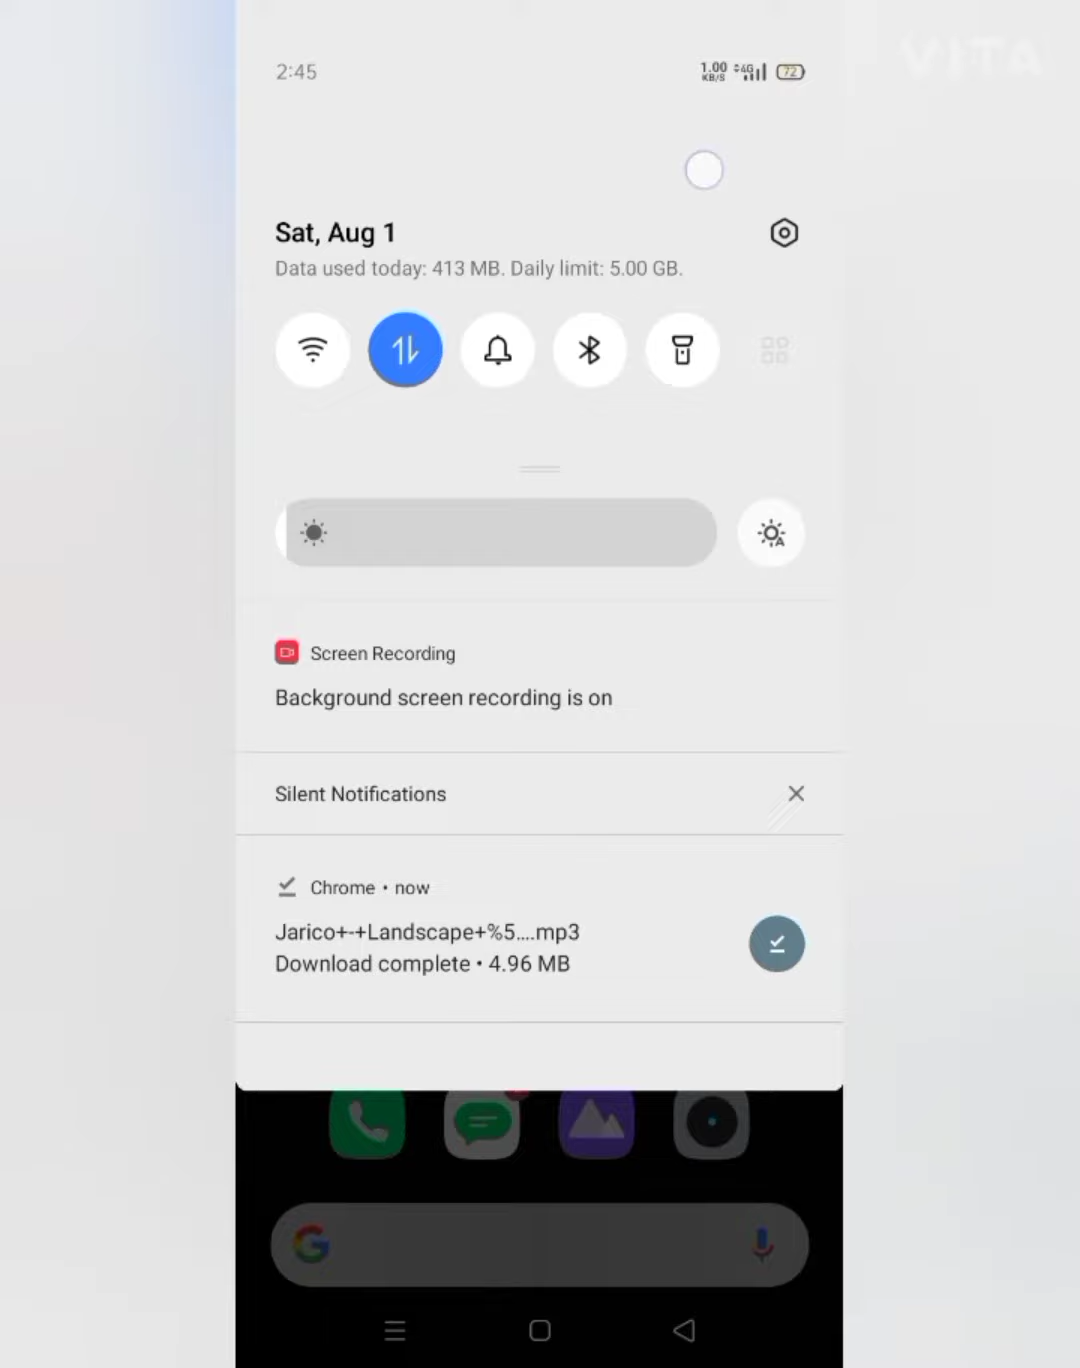 VITA
2:45
1.00 KB/S 4G 72
Sat, Aug 1
Data used today: 413 MB. Daily limit: 5.00 GB.
A
Screen Recording
Background screen recording is on
Silent Notifications
Chrome • now
Jarico+-+Landscape+%5....mp3
Download complete • 4.96 MB
G